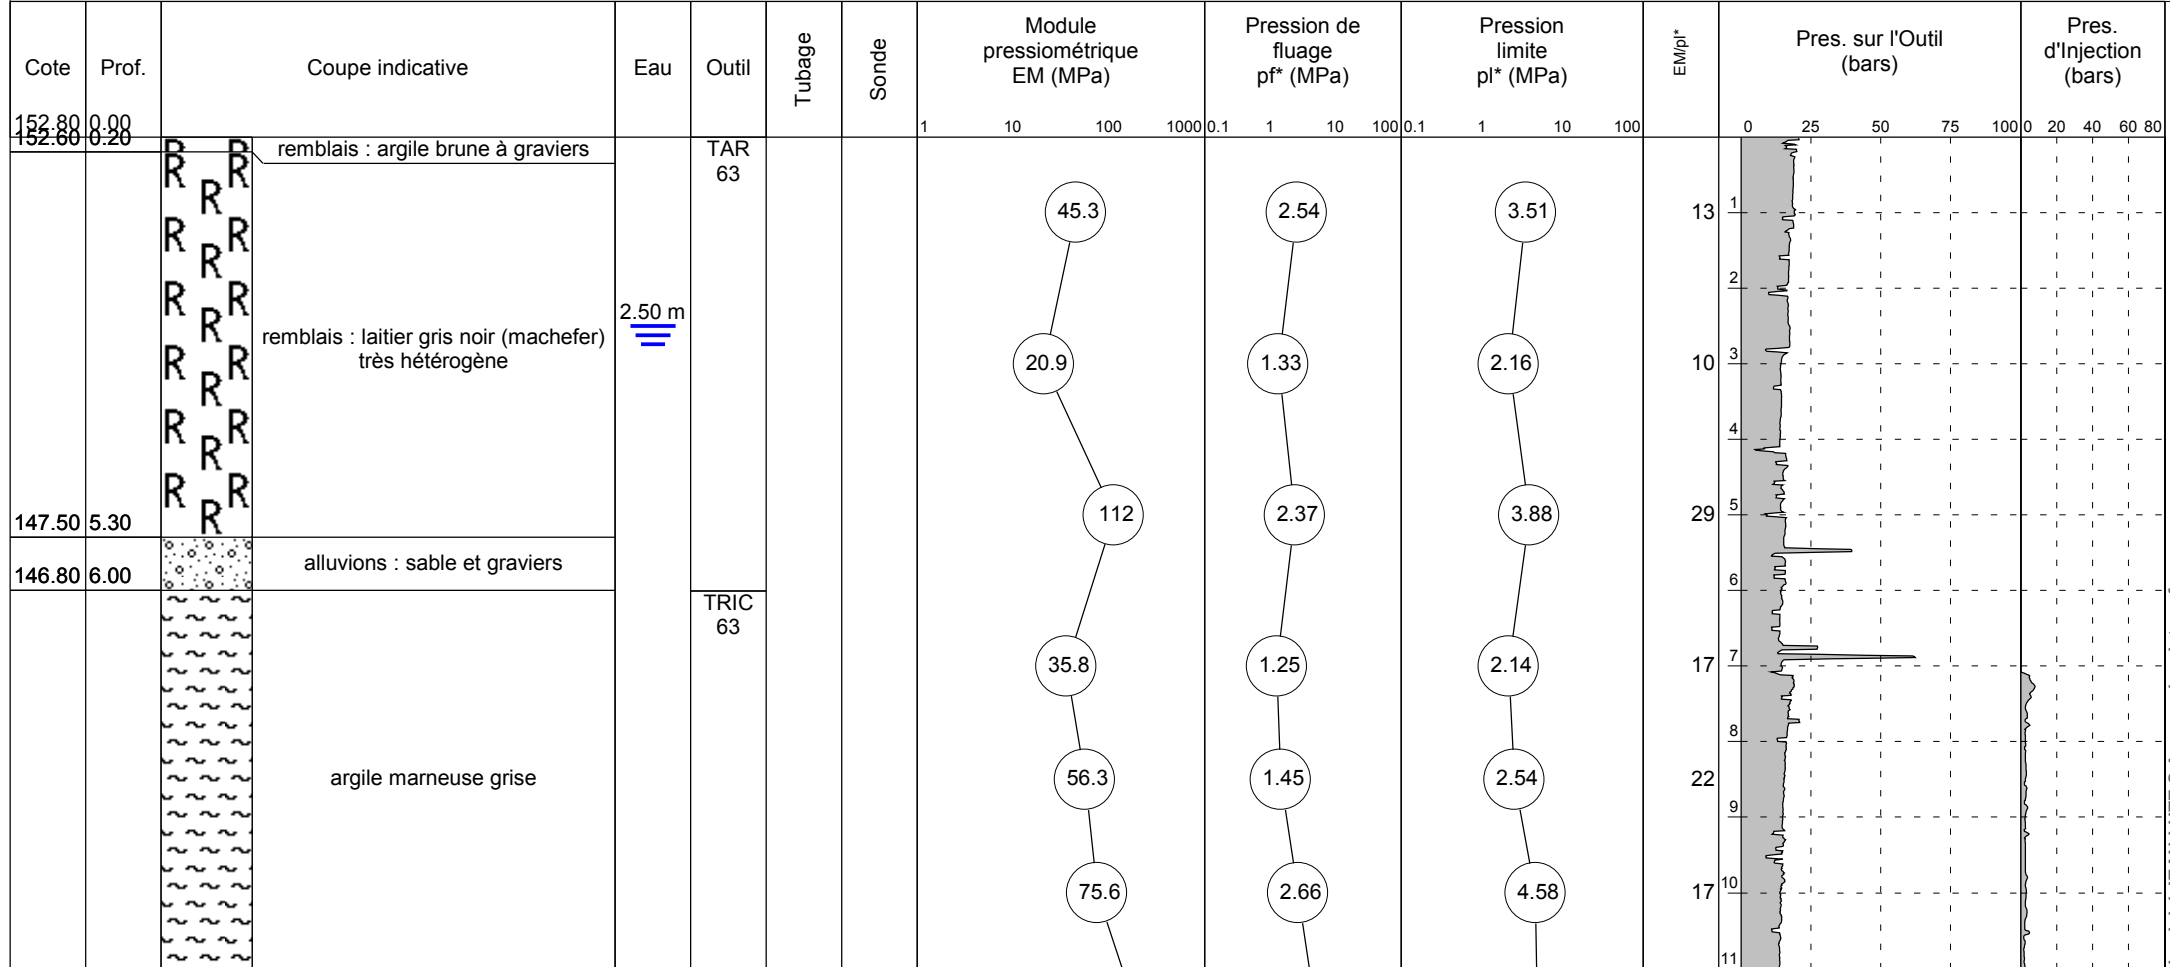 Cote
Prof.
Coupe indicative
Eau
Outil
Tubage
Sonde
Module
pressiométrique
EM (MPa)
Pression de
fluage
pf* (MPa)
Pression
limite
pl* (MPa)
EM/pl*
Pres. sur l'Outil
(bars)
Pres.
d'Injection
(bars)
1 10 100 1000
0.1 1 10 100
0.1 1 10 100
0 25 50 75 100
0 20 40 60 80
152.80 0.00
152.60 0.20
R R
remblais : argile brune à graviers
TAR
63
R R
R
45.3 2.54 3.51 13 1
R R
R
2
R R
2.50 m
R
remblais : laitier gris noir (machefer)
très hétérogène
20.9 1.33 2.16 10 3
R R
R
4
R R
R
R R
R
112 2.37 3.88 29 5
147.50 5.30
alluvions : sable et graviers
146.80 6.00
6
TRIC
63
35.8 1.25 2.14 17 7
8
argile marneuse grise
56.3 1.45 2.54 22
9
75.6 2.66 4.58 17 10
11